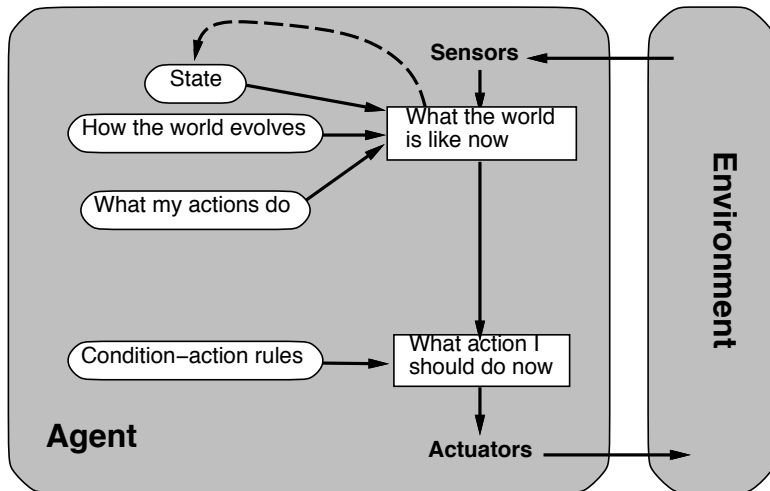 Sensors
State
What the world
is like now
How the world evolves
What my actions do
Environment
What action I
should do now
Condition−action rules
Agent
Actuators